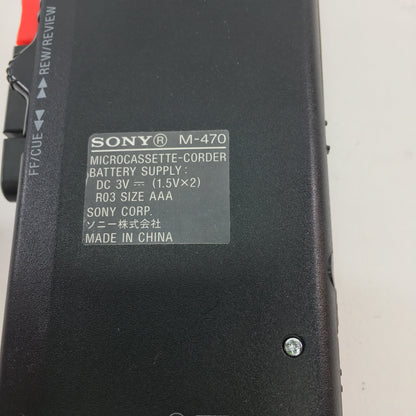 SONY® M-470
MICROCASSETTE-CORDER
BATTERY SUPPLY:
DC 3V ⎓ (1.5V×2)
R03 SIZE AAA
SONY CORP.
ソニー株式会社
MADE IN CHINA
FF/CUE ◀◀ ▶▶ REW/REVIEW